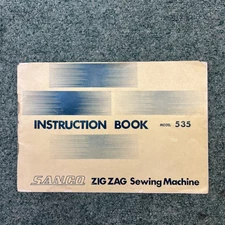 INSTRUCTION BOOK MODEL 535
SANCO ZIG ZAG Sewing Machine